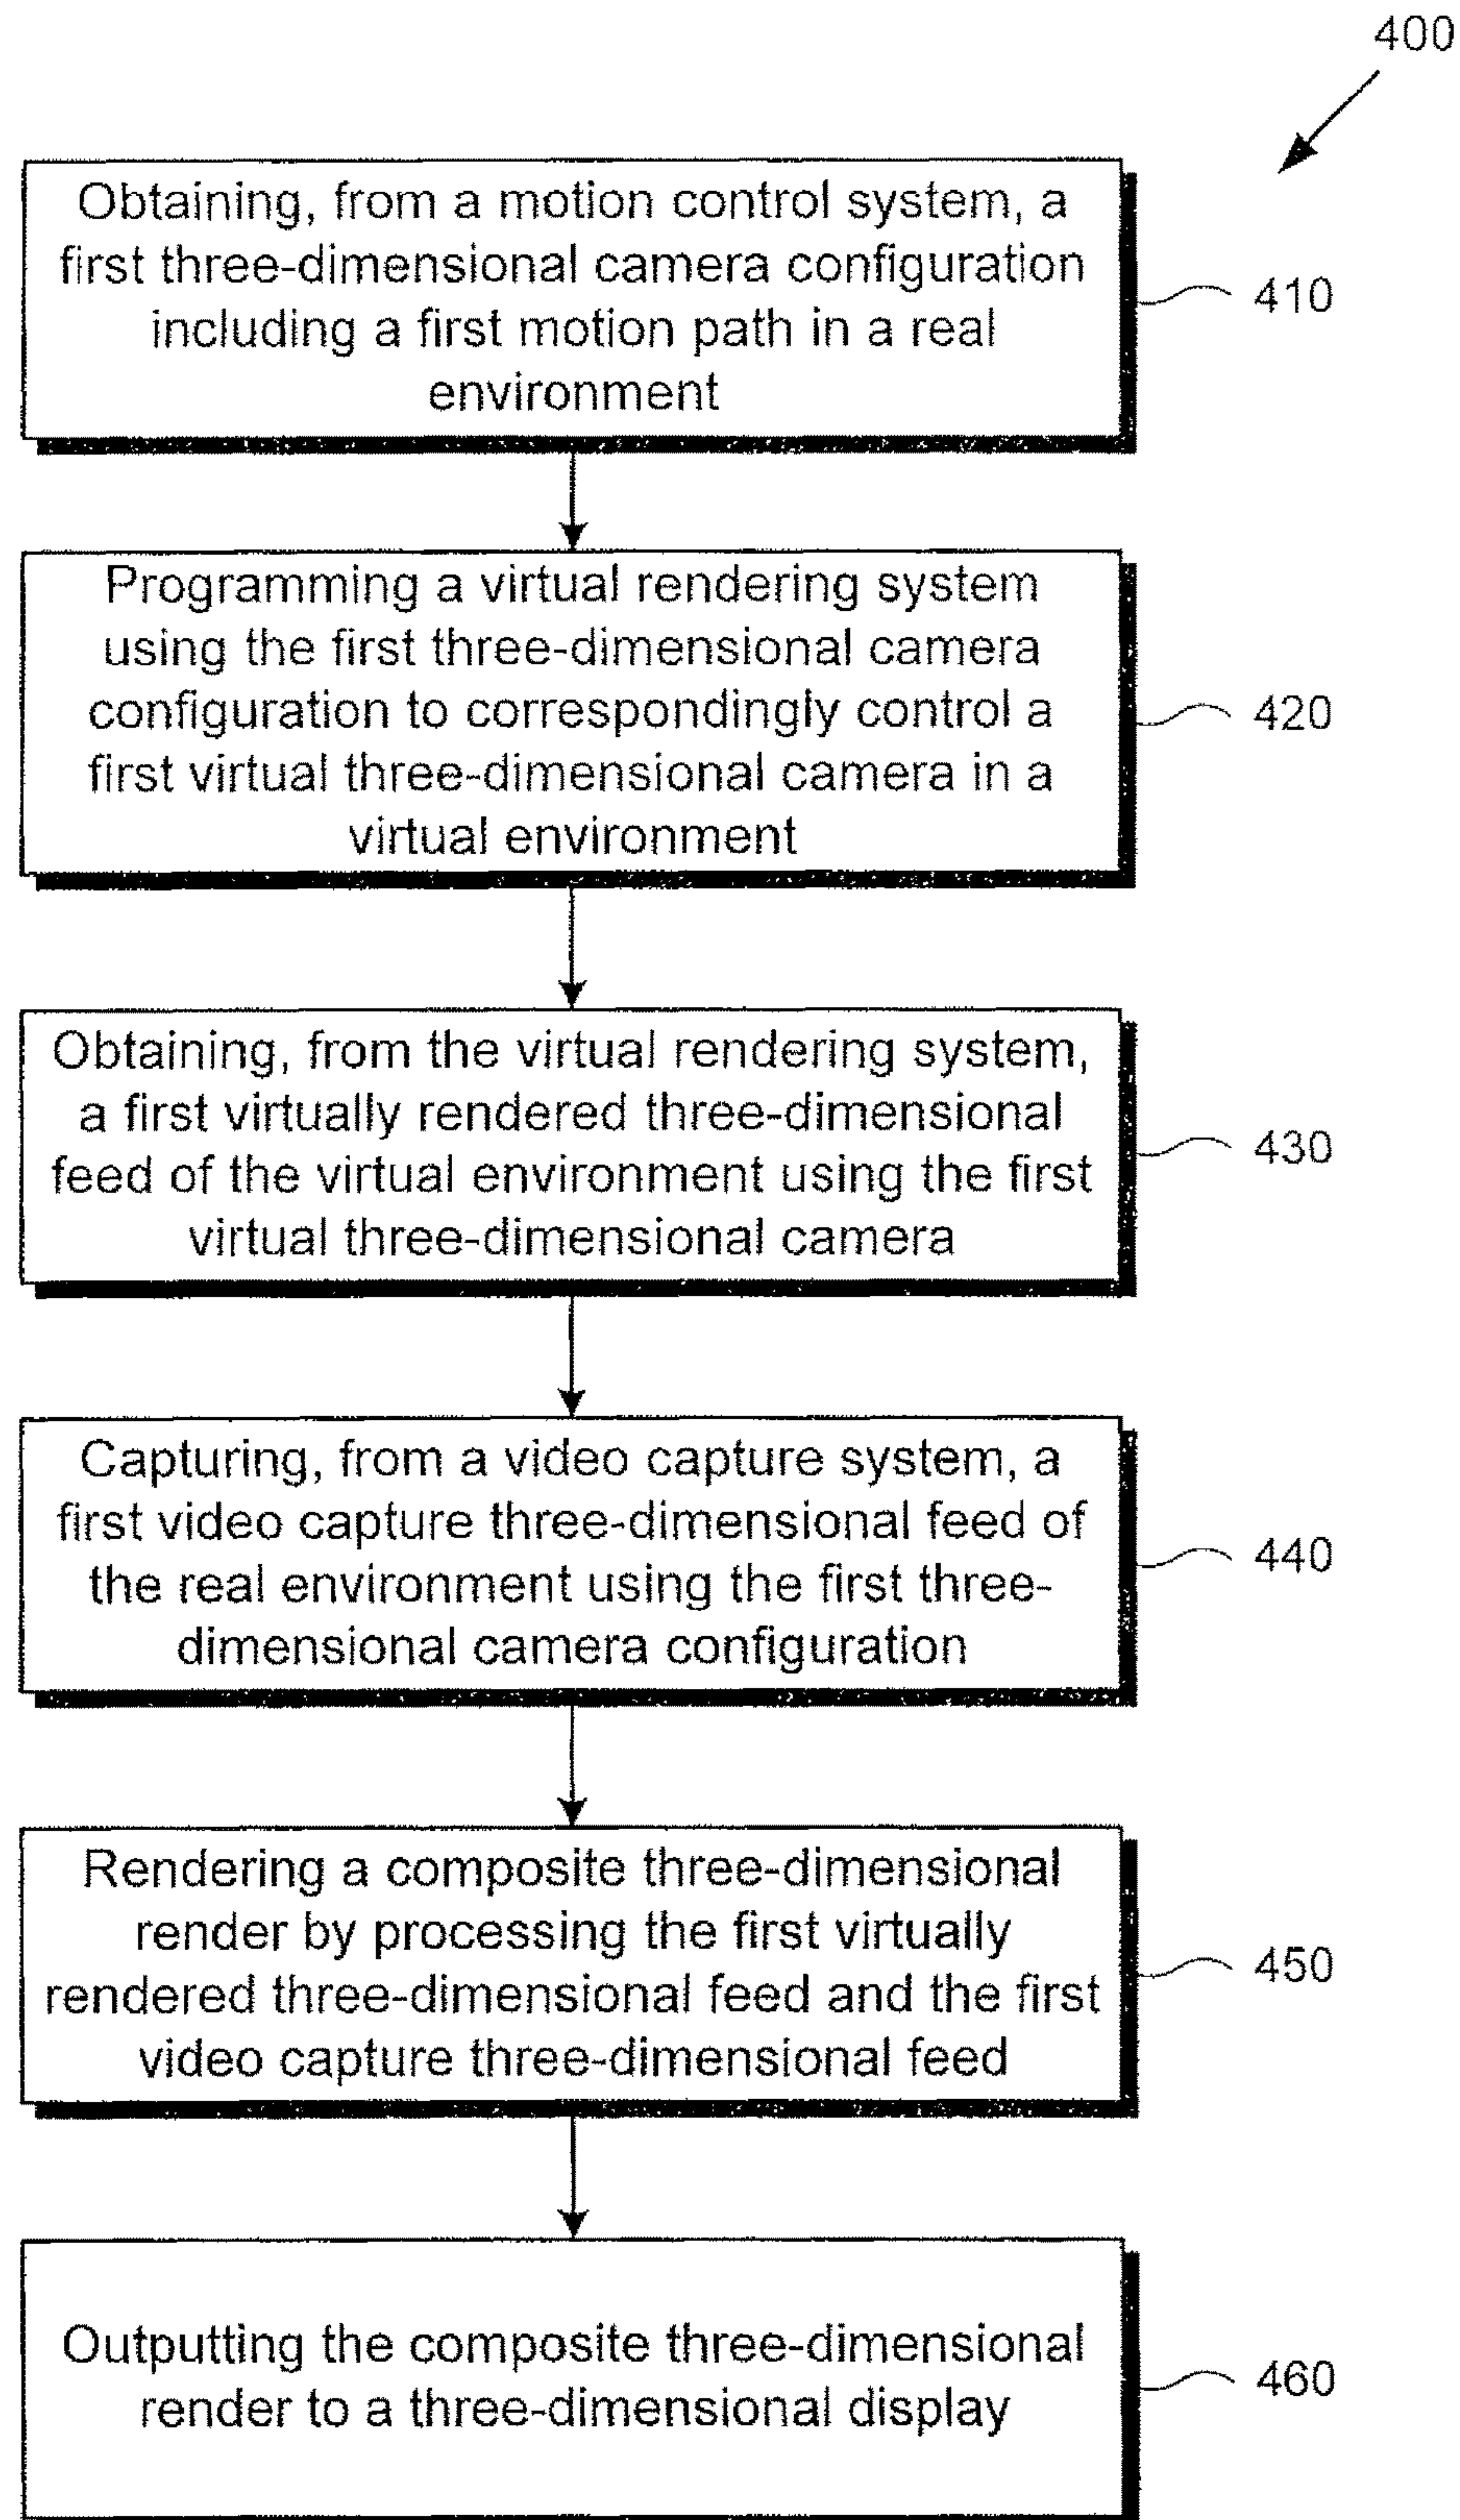 400
Obtaining, from a motion control system, a
first three-dimensional camera configuration
including a first motion path in a real
environment
410
Programming a virtual rendering system
using the first three-dimensional camera
configuration to correspondingly control a
first virtual three-dimensional camera in a
virtual environment
420
Obtaining, from the virtual rendering system,
a first virtually rendered three-dimensional
feed of the virtual environment using the first
virtual three-dimensional camera
430
Capturing, from a video capture system, a
first video capture three-dimensional feed of
the real environment using the first three-
dimensional camera configuration
440
Rendering a composite three-dimensional
render by processing the first virtually
rendered three-dimensional feed and the first
video capture three-dimensional feed
450
Outputting the composite three-dimensional
render to a three-dimensional display
460